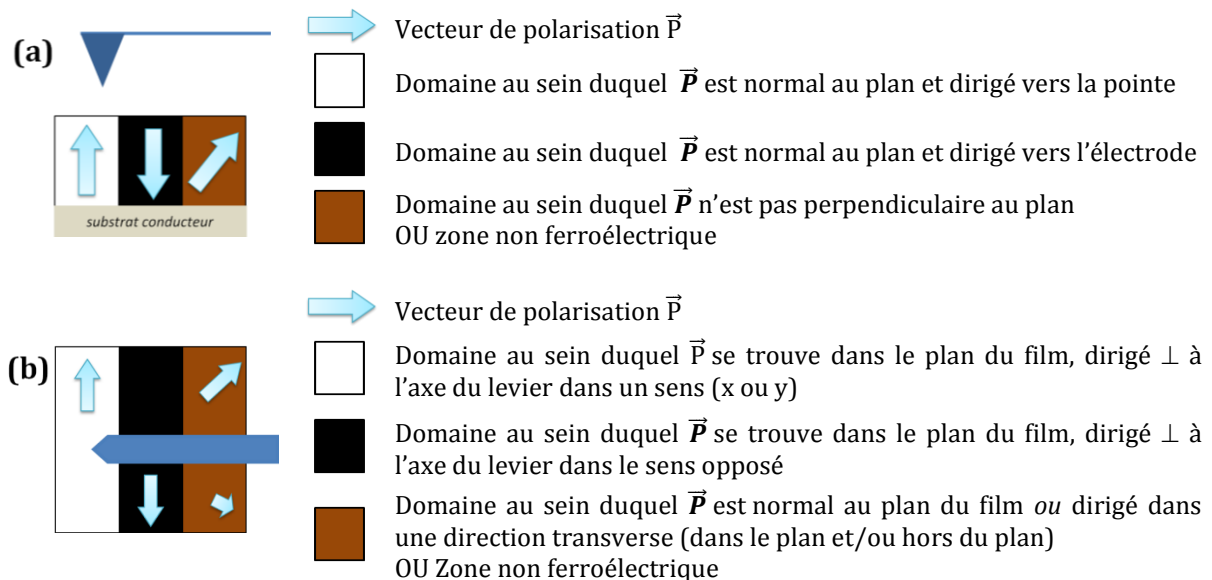 (a)
Vecteur de polarisation P⃗
Domaine au sein duquel P⃗ est normal au plan et dirigé vers la pointe
Domaine au sein duquel P⃗ est normal au plan et dirigé vers l'électrode
Domaine au sein duquel P⃗ n'est pas perpendiculaire au plan
OU zone non ferroélectrique
substrat conducteur
(b)
Vecteur de polarisation P⃗
Domaine au sein duquel P⃗ se trouve dans le plan du film, dirigé ⊥ à
l'axe du levier dans un sens (x ou y)
Domaine au sein duquel P⃗ se trouve dans le plan du film, dirigé ⊥ à
l'axe du levier dans le sens opposé
Domaine au sein duquel P⃗ est normal au plan du film ou dirigé dans
une direction transverse (dans le plan et/ou hors du plan)
OU Zone non ferroélectrique